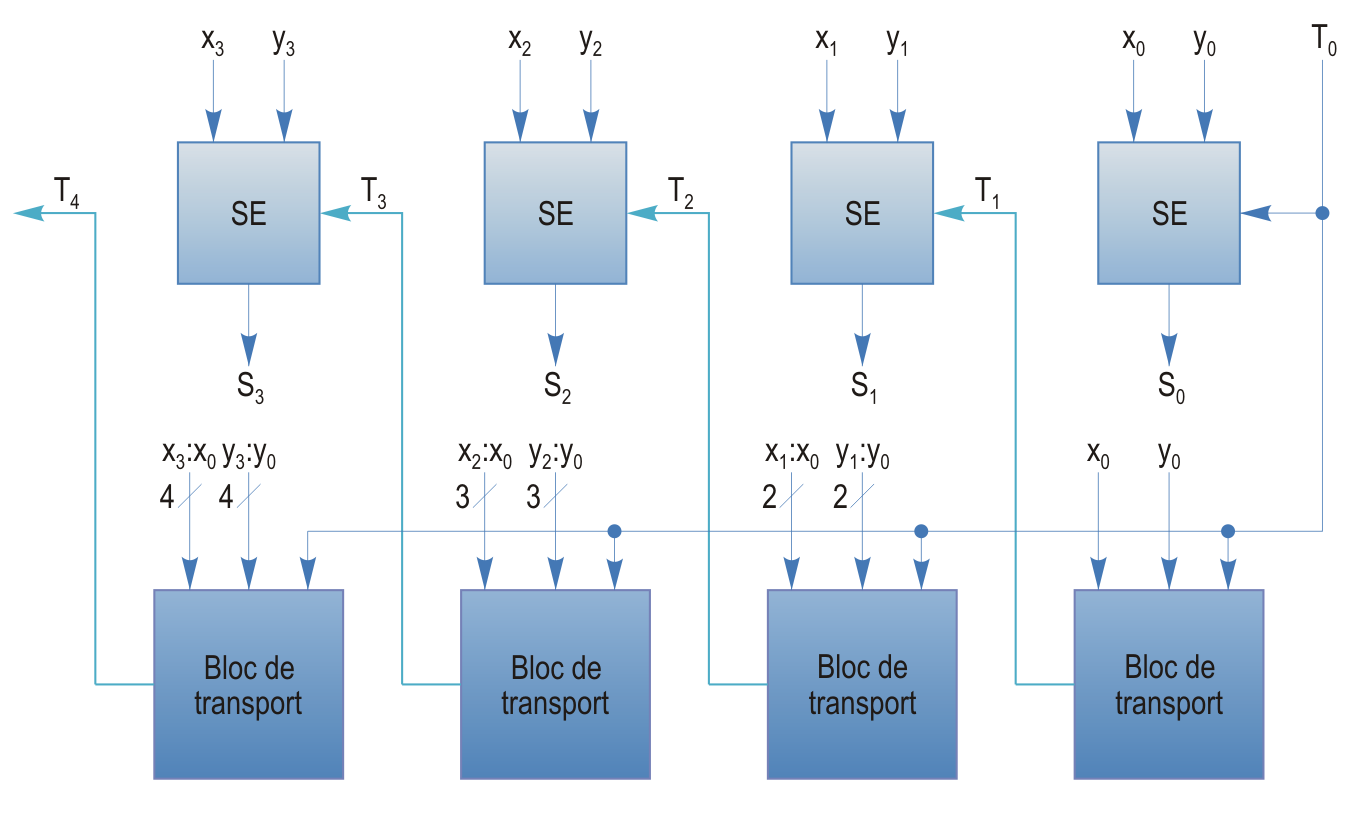 x3 y3 x2 y2 x1 y1 x0 y0 T0
T4 T3 T2 T1
SE SE SE SE
S3 S2 S1 S0
x3:x0 y3:y0 x2:x0 y2:y0 x1:x0 y1:y0 x0 y0
4 4 3 3 2 2
Bloc de Bloc de Bloc de Bloc de
transport transport transport transport